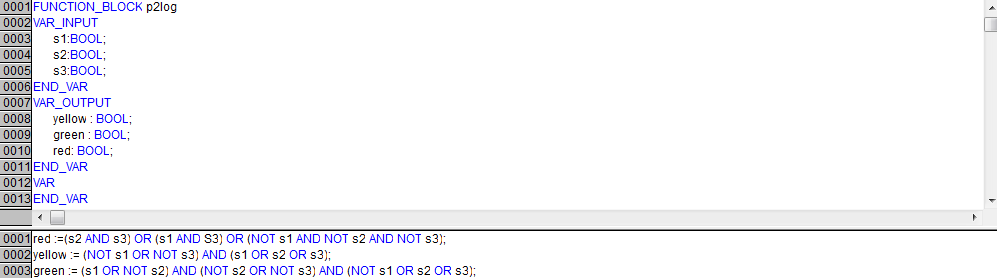 0001 FUNCTION_BLOCK p2log
0002 VAR_INPUT
0003 s1:BOOL;
0004 s2:BOOL;
0005 s3:BOOL;
0006 END_VAR
0007 VAR_OUTPUT
0008 yellow : BOOL;
0009 green : BOOL;
0010 red: BOOL;
0011 END_VAR
0012 VAR
0013 END_VAR
0001 red :=(s2 AND s3) OR (s1 AND S3) OR (NOT s1 AND NOT s2 AND NOT s3);
0002 yellow := (NOT s1 OR NOT s3) AND (s1 OR s2 OR s3);
0003 green := (s1 OR NOT s2) AND (NOT s2 OR NOT s3) AND (NOT s1 OR s2 OR s3);